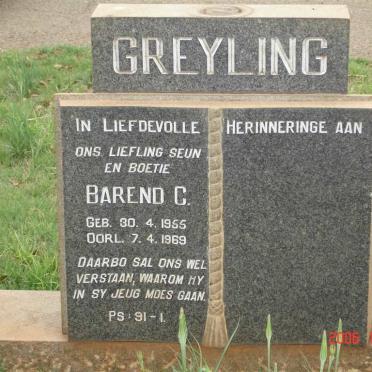 GREYLING
IN LIEFDEVOLLE HERINNERINGE AAN
ONS LIEFLING SEUN
EN BOETIE
BAREND C.
GEB. 30. 4. 1955
OORL. 7. 4. 1969
DAARBO SAL ONS WEL
VERSTAAN, WAAROM HY
IN SY JEUG MOES GAAN.
PS: 91-1.
2006